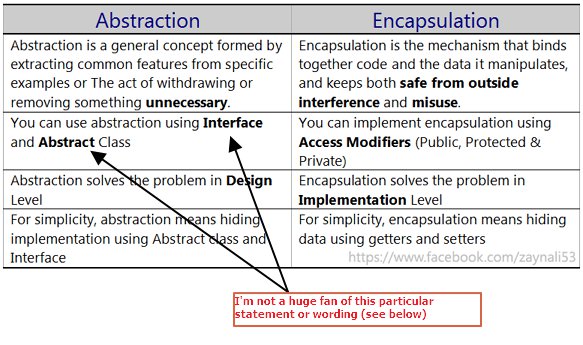 Abstraction
Encapsulation
Abstraction is a general concept formed by
extracting common features from specific
examples or The act of withdrawing or
removing something unnecessary.
Encapsulation is the mechanism that binds
together code and the data it manipulates,
and keeps both safe from outside
interference and misuse.
You can use abstraction using Interface
and Abstract Class
You can implement encapsulation using
Access Modifiers (Public, Protected &
Private)
Abstraction solves the problem in Design
Level
Encapsulation solves the problem in
Implementation Level
For simplicity, abstraction means hiding
implementation using Abstract class and
Interface
For simplicity, encapsulation means hiding
data using getters and setters
https://www.facebook.com/zaynali53
I'm not a huge fan of this particular
statement or wording (see below)